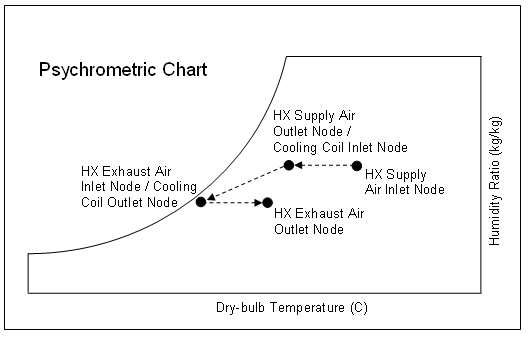 Psychrometric Chart
HX Supply Air
Outlet Node /
Cooling Coil Inlet Node
HX Exhaust Air
Inlet Node / Cooling
Coil Outlet Node
HX Supply
Air Inlet Node
HX Exhaust Air
Outlet Node
Humidity Ratio (kg/kg)
Dry-bulb Temperature (C)